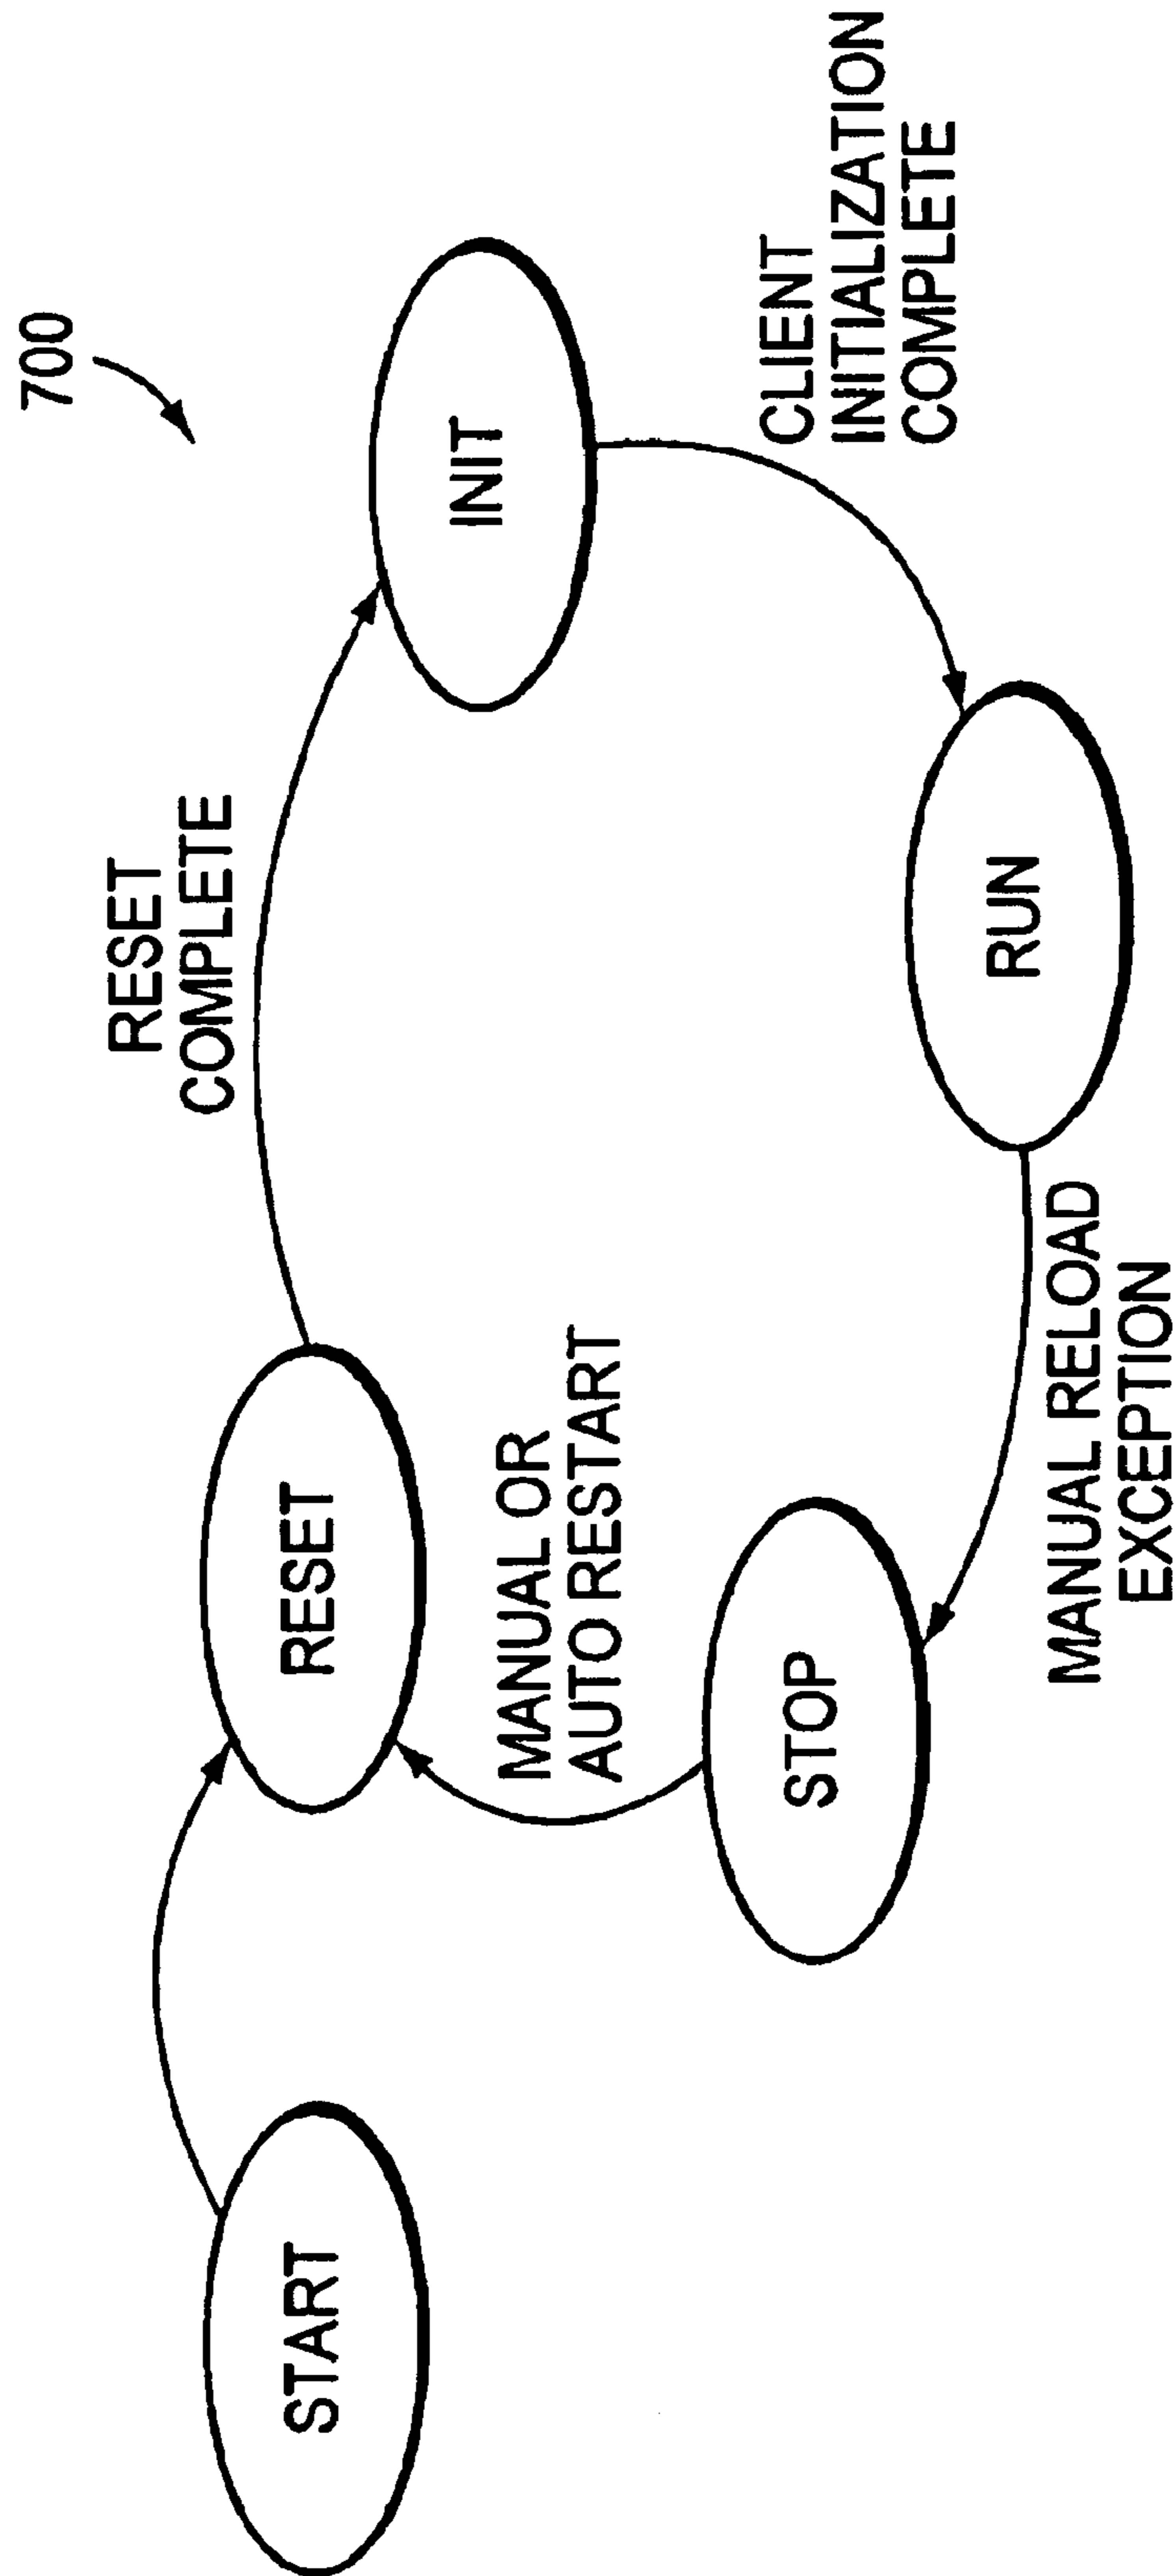 700
START
RESET
RESET
COMPLETE
INIT
CLIENT
INITIALIZATION
COMPLETE
RUN
MANUAL RELOAD
EXCEPTION
STOP
MANUAL OR
AUTO RESTART